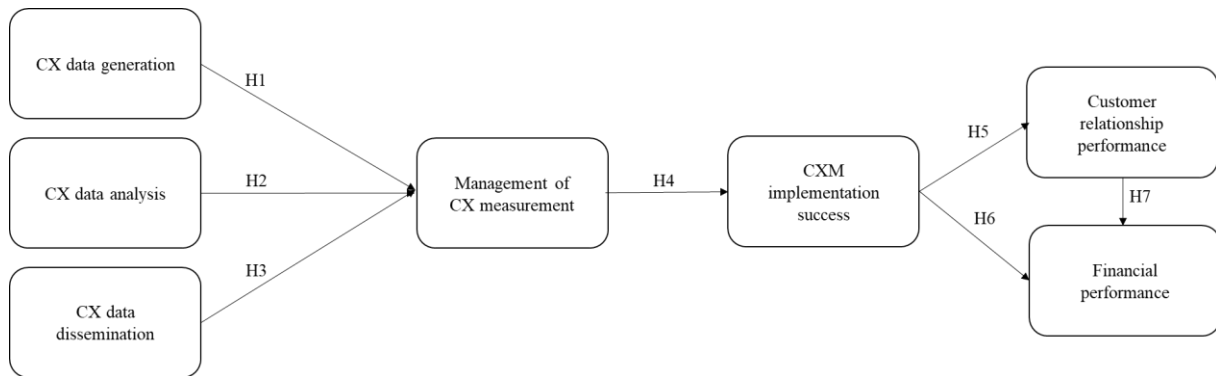 CX data generation
H1
CX data analysis
H2
CX data
dissemination
H3
Management of
CX measurement
H4
CXM
implementation
success
H5
H6
Customer
relationship
performance
H7
Financial
performance